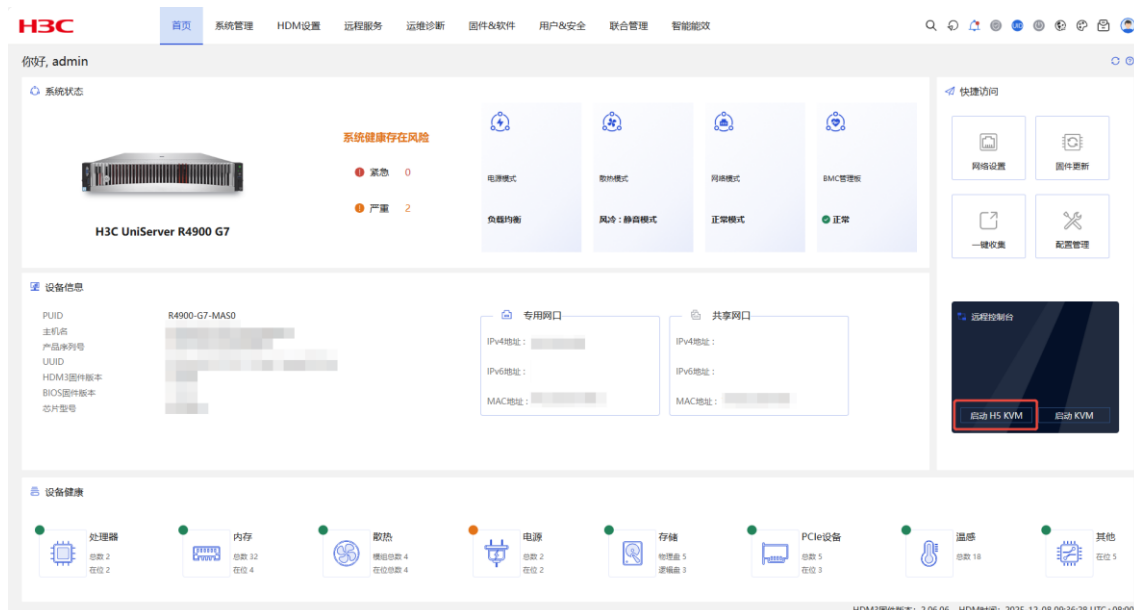 H3C 首页 系统管理 HDM设置 远程服务 运维诊断 固件&软件 用户&安全 联合管理 智能能效
你好, admin
系统状态
系统健康存在风险
紧急 0
严重 2
H3C UniServer R4900 G7
电源模式
负载均衡
散热模式
风冷：静音模式
网络模式
正常模式
BMC管理板
正常
快捷访问
网络设置
固件更新
一键收集
配置管理
设备信息
PUID R4900-G7-MAS0
主机名
产品序列号
UUID
HDM3固件版本
BIOS固件版本
芯片型号
专用网口
IPv4地址：
IPv6地址：
MAC地址：
共享网口
IPv4地址：
IPv6地址：
MAC地址：
远程控制台
启动 H5 KVM 启动 KVM
设备健康
处理器
总数 2
在位 2
内存
总数 32
在位 4
散热
模组总数 4
在位总数 4
电源
总数 2
在位 2
存储
物理盘 5
逻辑盘 3
PCIe设备
总数 5
在位 3
温感
总数 18
其他
在位 5